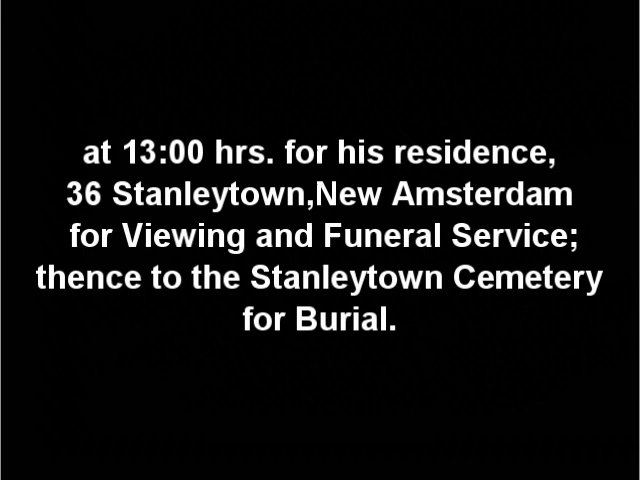 at 13:00 hrs. for his residence,
36 Stanleytown,New Amsterdam
for Viewing and Funeral Service;
thence to the Stanleytown Cemetery
for Burial.